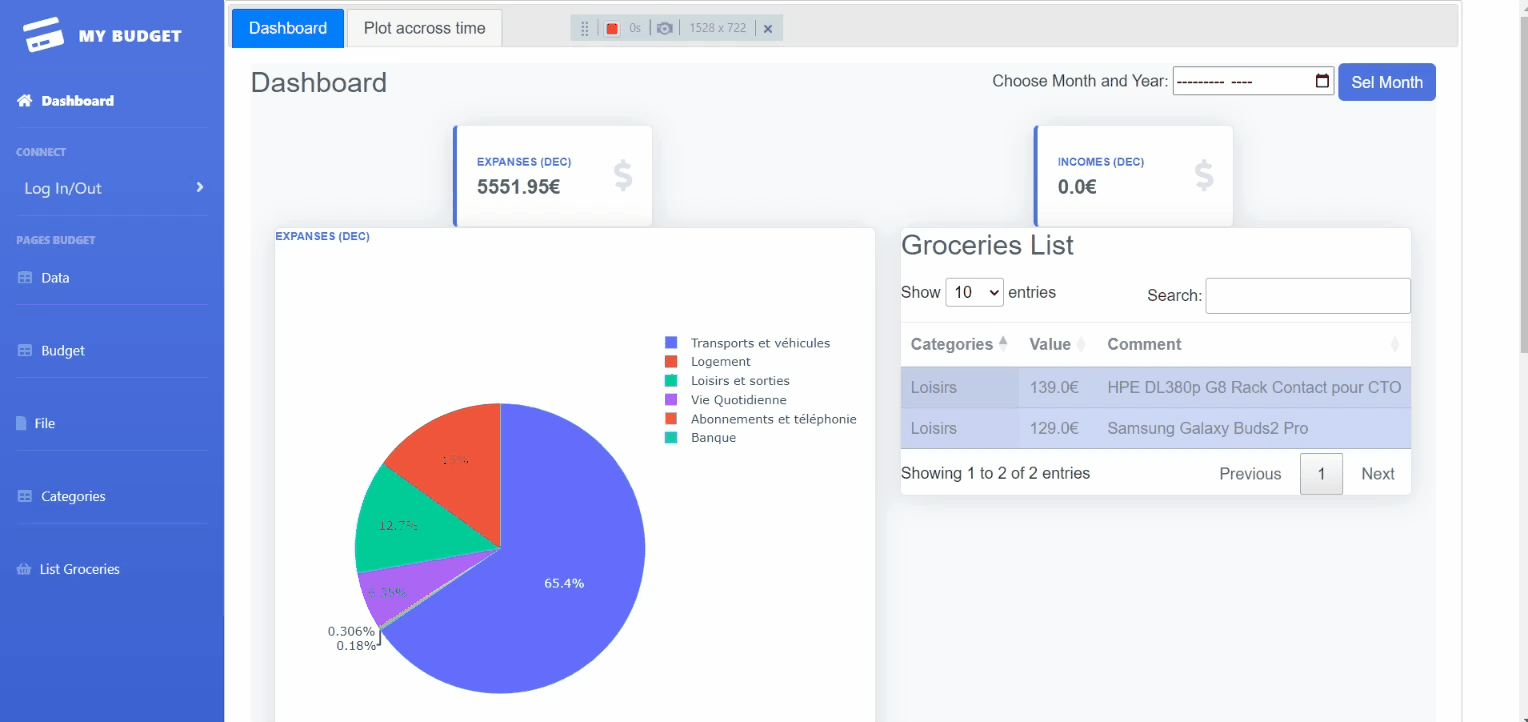 MY BUDGET
Dashboard
CONNECT
Log In/Out
PAGES BUDGET
Data
Budget
File
Categories
List Groceries
Dashboard Plot accross time
0s 1528 x 722
Dashboard
Choose Month and Year: --------- ---- Sel Month
EXPANSES (DEC)
5551.95€
INCOMES (DEC)
0.0€
EXPANSES (DEC)
Transports et véhicules
Logement
Loisirs et sorties
Vie Quotidienne
Abonnements et téléphonie
Banque
15%
12.7%
6.35%
65.4%
0.306%
0.18%
Groceries List
Show 10 entries Search:
Categories Value Comment
Loisirs 139.0€ HPE DL380p G8 Rack Contact pour CTO
Loisirs 129.0€ Samsung Galaxy Buds2 Pro
Showing 1 to 2 of 2 entries Previous 1 Next